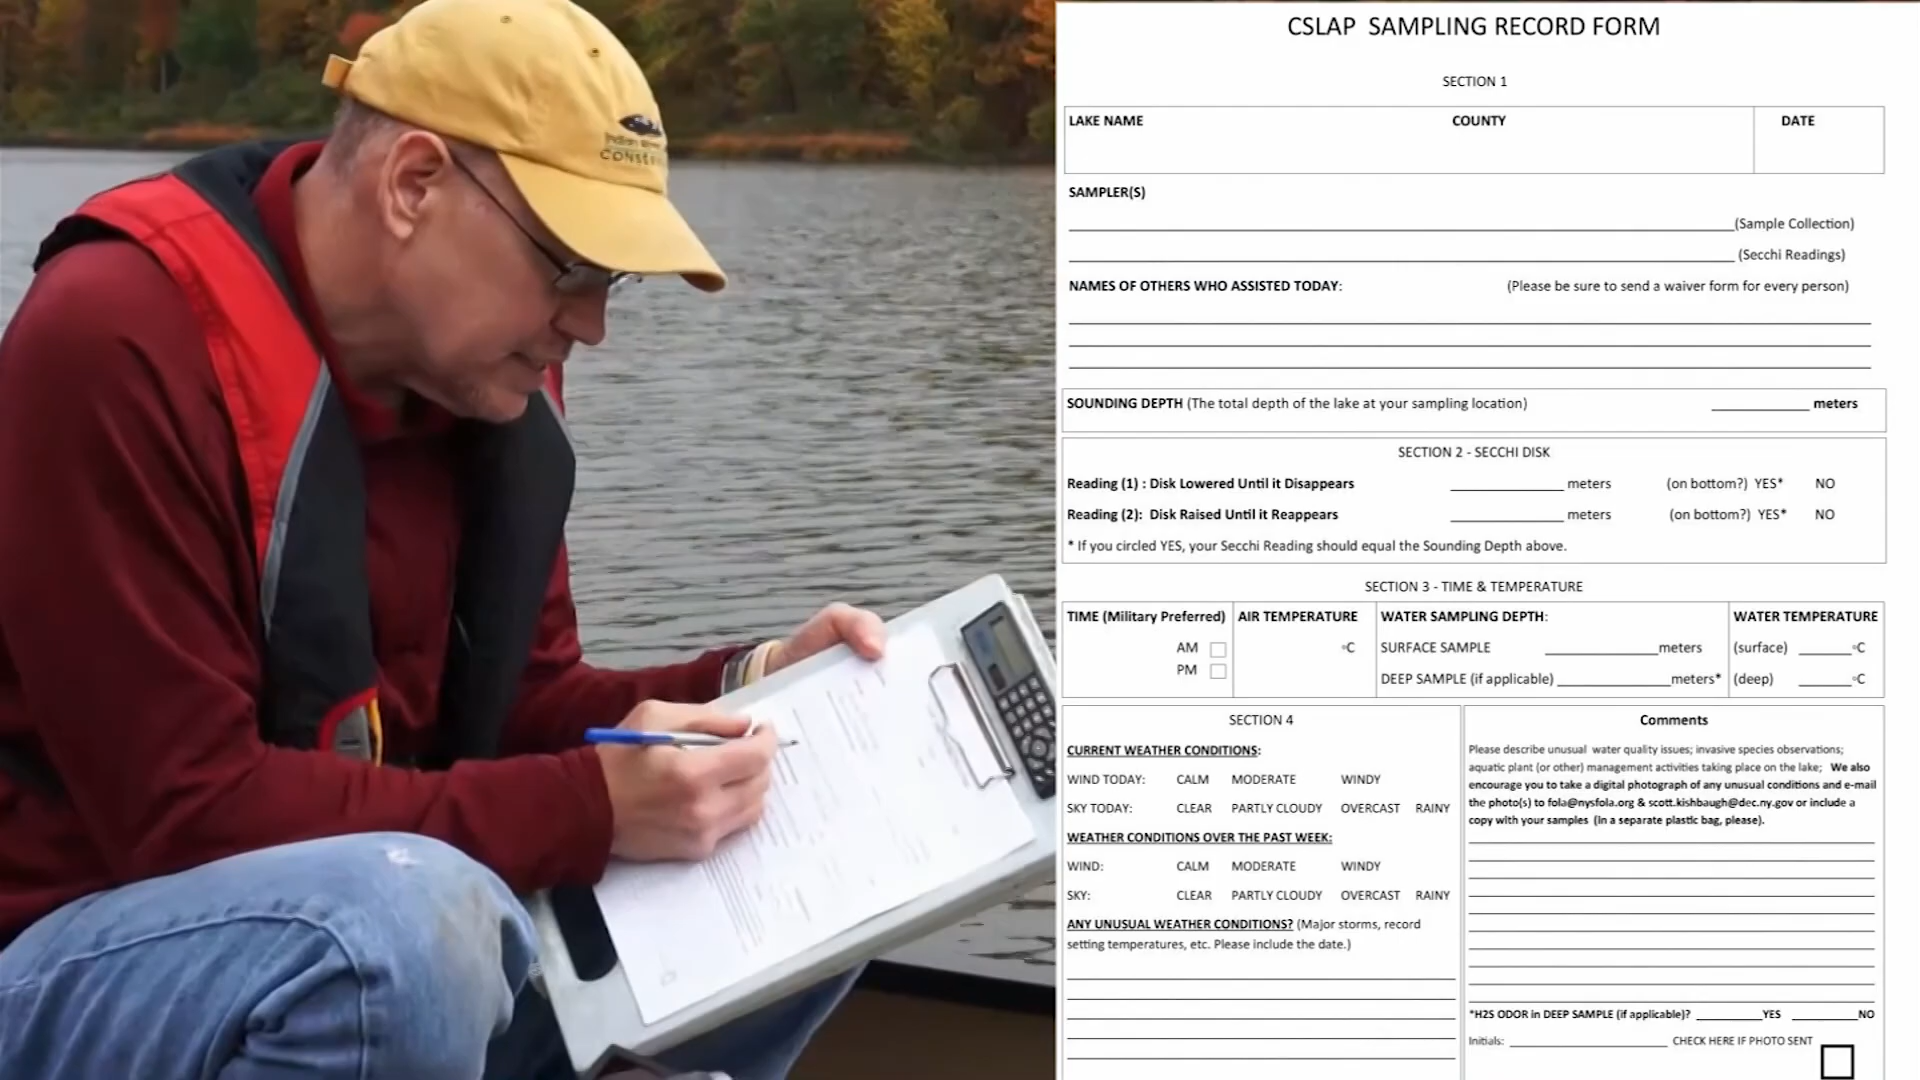 Indian River
CONSERV
CSLAP SAMPLING RECORD FORM
SECTION 1
LAKE NAME COUNTY DATE
SAMPLER(S)
(Sample Collection)
(Secchi Readings)
NAMES OF OTHERS WHO ASSISTED TODAY: (Please be sure to send a waiver form for every person)
SOUNDING DEPTH (The total depth of the lake at your sampling location) meters
SECTION 2 - SECCHI DISK
Reading (1) : Disk Lowered Until it Disappears meters (on bottom?) YES* NO
Reading (2): Disk Raised Until it Reappears meters (on bottom?) YES* NO
* If you circled YES, your Secchi Reading should equal the Sounding Depth above.
SECTION 3 - TIME & TEMPERATURE
TIME (Military Preferred) AIR TEMPERATURE WATER SAMPLING DEPTH: WATER TEMPERATURE
AM °C SURFACE SAMPLE meters (surface) °C
PM DEEP SAMPLE (if applicable) meters* (deep) °C
SECTION 4
CURRENT WEATHER CONDITIONS:
WIND TODAY: CALM MODERATE WINDY
SKY TODAY: CLEAR PARTLY CLOUDY OVERCAST RAINY
WEATHER CONDITIONS OVER THE PAST WEEK:
WIND: CALM MODERATE WINDY
SKY: CLEAR PARTLY CLOUDY OVERCAST RAINY
ANY UNUSUAL WEATHER CONDITIONS? (Major storms, record
setting temperatures, etc. Please include the date.)
Comments
Please describe unusual water quality issues; invasive species observations;
aquatic plant (or other) management activities taking place on the lake; We also
encourage you to take a digital photograph of any unusual conditions and e-mail
the photo(s) to fola@nysfola.org & scott.kishbaugh@dec.ny.gov or include a
copy with your samples (in a separate plastic bag, please).
*H2S ODOR in DEEP SAMPLE (if applicable)? YES NO
Initials: CHECK HERE IF PHOTO SENT